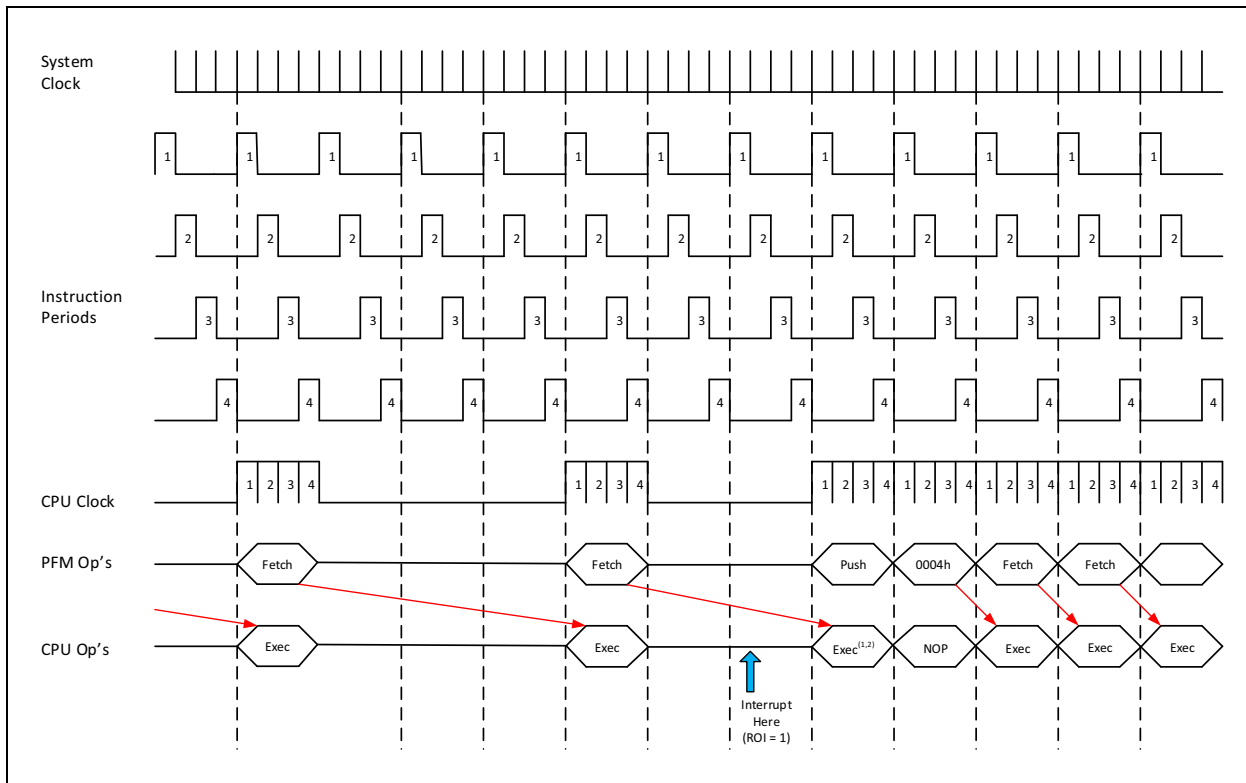 System
Clock
1 1 1 1 1 1 1 1 1 1 1 1 1
2 2 2 2 2 2 2 2 2 2 2 2 2
Instruction
Periods
3 3 3 3 3 3 3 3 3 3 3 3 3
4 4 4 4 4 4 4 4 4 4 4 4 4
CPU Clock 1 2 3 4 1 2 3 4 1 2 3 4 1 2 3 4 1 2 3 4 1 2 3 4 1 2 3 4
PFM Op's Fetch Fetch Push 0004h Fetch Fetch
CPU Op's Exec Exec Exec(1,2) NOP Exec Exec Exec
Interrupt
Here
(ROI = 1)